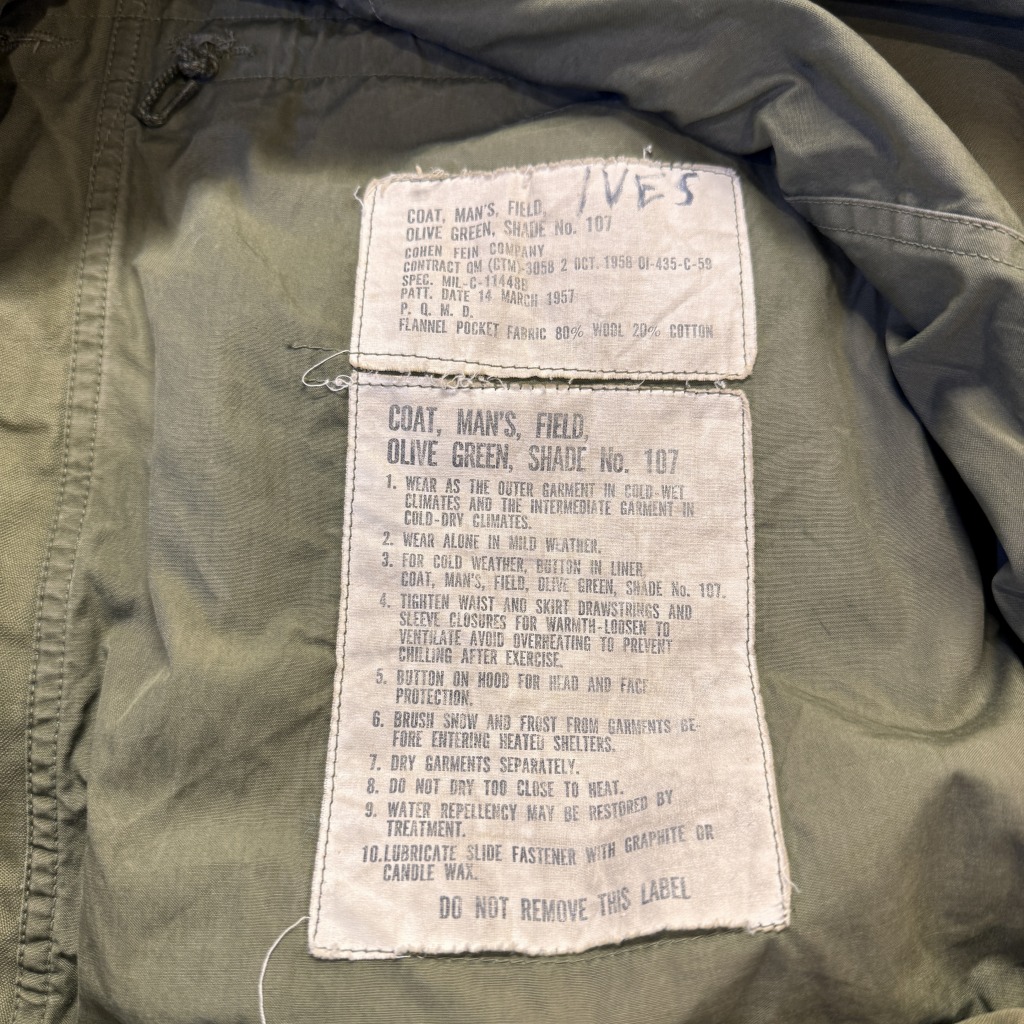 IVES
COAT, MAN'S, FIELD,
OLIVE GREEN, SHADE No. 107
COHEN FEIN COMPANY
CONTRACT QM (CTM)-3058 2 OCT. 1958 OI-435-C-59
SPEC. MIL-C-11448B
PATT. DATE 14 MARCH 1957
P. Q. M. D.
FLANNEL POCKET FABRIC 80% WOOL 20% COTTON
COAT, MAN'S, FIELD,
OLIVE GREEN, SHADE No. 107
1. WEAR AS THE OUTER GARMENT IN COLD-WET
CLIMATES AND THE INTERMEDIATE GARMENT IN
COLD-DRY CLIMATES.
2. WEAR ALONE IN MILD WEATHER.
3. FOR COLD WEATHER, BUTTON IN LINER,
COAT, MAN'S, FIELD, OLIVE GREEN, SHADE No. 107.
4. TIGHTEN WAIST AND SKIRT DRAWSTRINGS AND
SLEEVE CLOSURES FOR WARMTH-LOOSEN TO
VENTILATE AVOID OVERHEATING TO PREVENT
CHILLING AFTER EXERCISE.
5. BUTTON ON HOOD FOR HEAD AND FACE
PROTECTION.
6. BRUSH SNOW AND FROST FROM GARMENTS BE-
FORE ENTERING HEATED SHELTERS.
7. DRY GARMENTS SEPARATELY.
8. DO NOT DRY TOO CLOSE TO HEAT.
9. WATER REPELLENCY MAY BE RESTORED BY
TREATMENT.
10. LUBRICATE SLIDE FASTENER WITH GRAPHITE OR
CANDLE WAX.
DO NOT REMOVE THIS LABEL